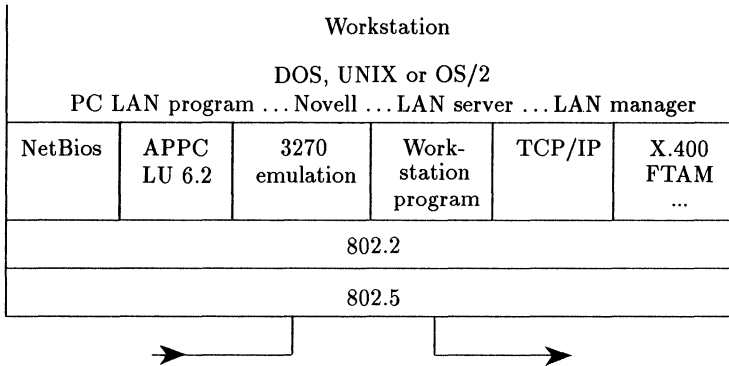 Workstation
DOS, UNIX or OS/2
PC LAN program ... Novell ... LAN server ... LAN manager
NetBios
APPC
LU 6.2
3270
emulation
Work-
station
program
TCP/IP
X.400
FTAM
...
802.2
802.5